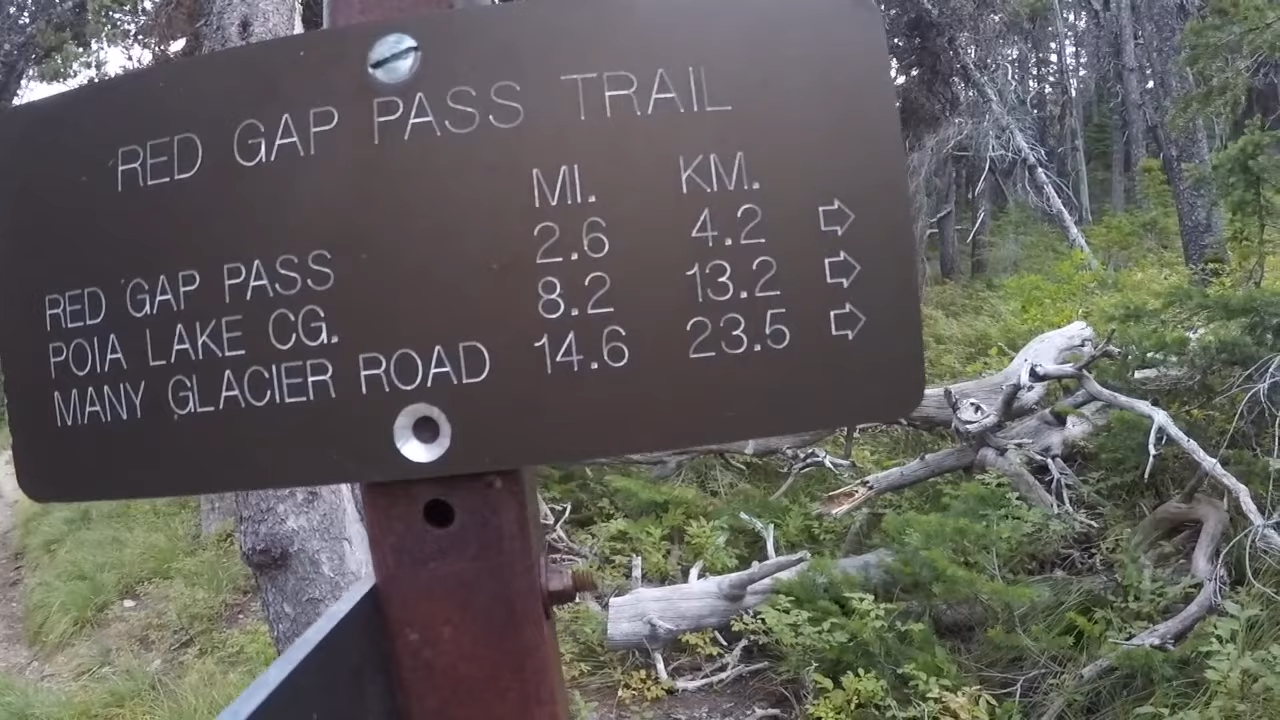 RED GAP PASS TRAIL
MI. KM.
RED GAP PASS 2.6 4.2
POIA LAKE CG. 8.2 13.2
MANY GLACIER ROAD 14.6 23.5